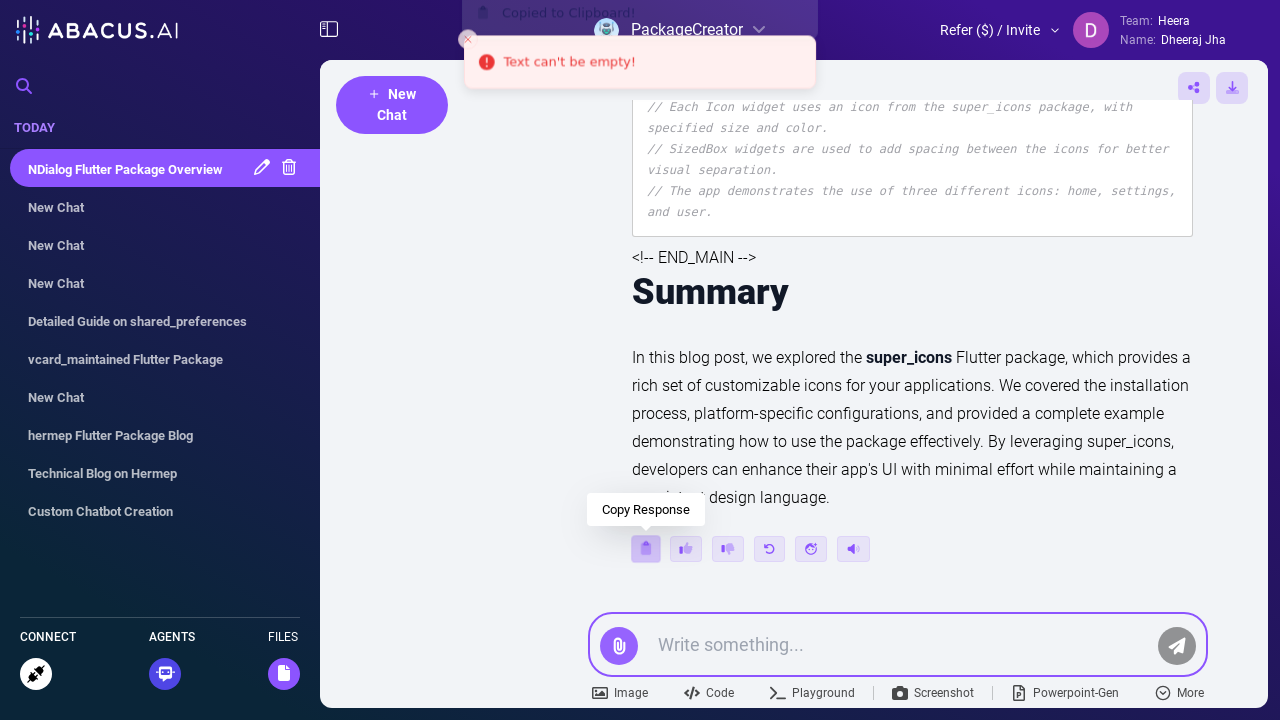 ABACUS.AI
Copied to Clipboard!
PackageCreator
Refer ($) / Invite
D
Team: Heera
Name: Dheeraj Jha
Text can't be empty!
+ New Chat
TODAY
NDialog Flutter Package Overview
New Chat
New Chat
New Chat
Detailed Guide on shared_preferences
vcard_maintained Flutter Package
New Chat
hermep Flutter Package Blog
Technical Blog on Hermep
Custom Chatbot Creation
CONNECT
AGENTS
FILES
// Each Icon widget uses an icon from the super_icons package, with
specified size and color.
// SizedBox widgets are used to add spacing between the icons for better
visual separation.
// The app demonstrates the use of three different icons: home, settings,
and user.
<!-- END_MAIN -->
Summary
In this blog post, we explored the super_icons Flutter package, which provides a
rich set of customizable icons for your applications. We covered the installation
process, platform-specific configurations, and provided a complete example
demonstrating how to use the package effectively. By leveraging super_icons,
developers can enhance their app's UI with minimal effort while maintaining a
design language.
Copy Response
Write something...
Image
Code
Playground
Screenshot
Powerpoint-Gen
More